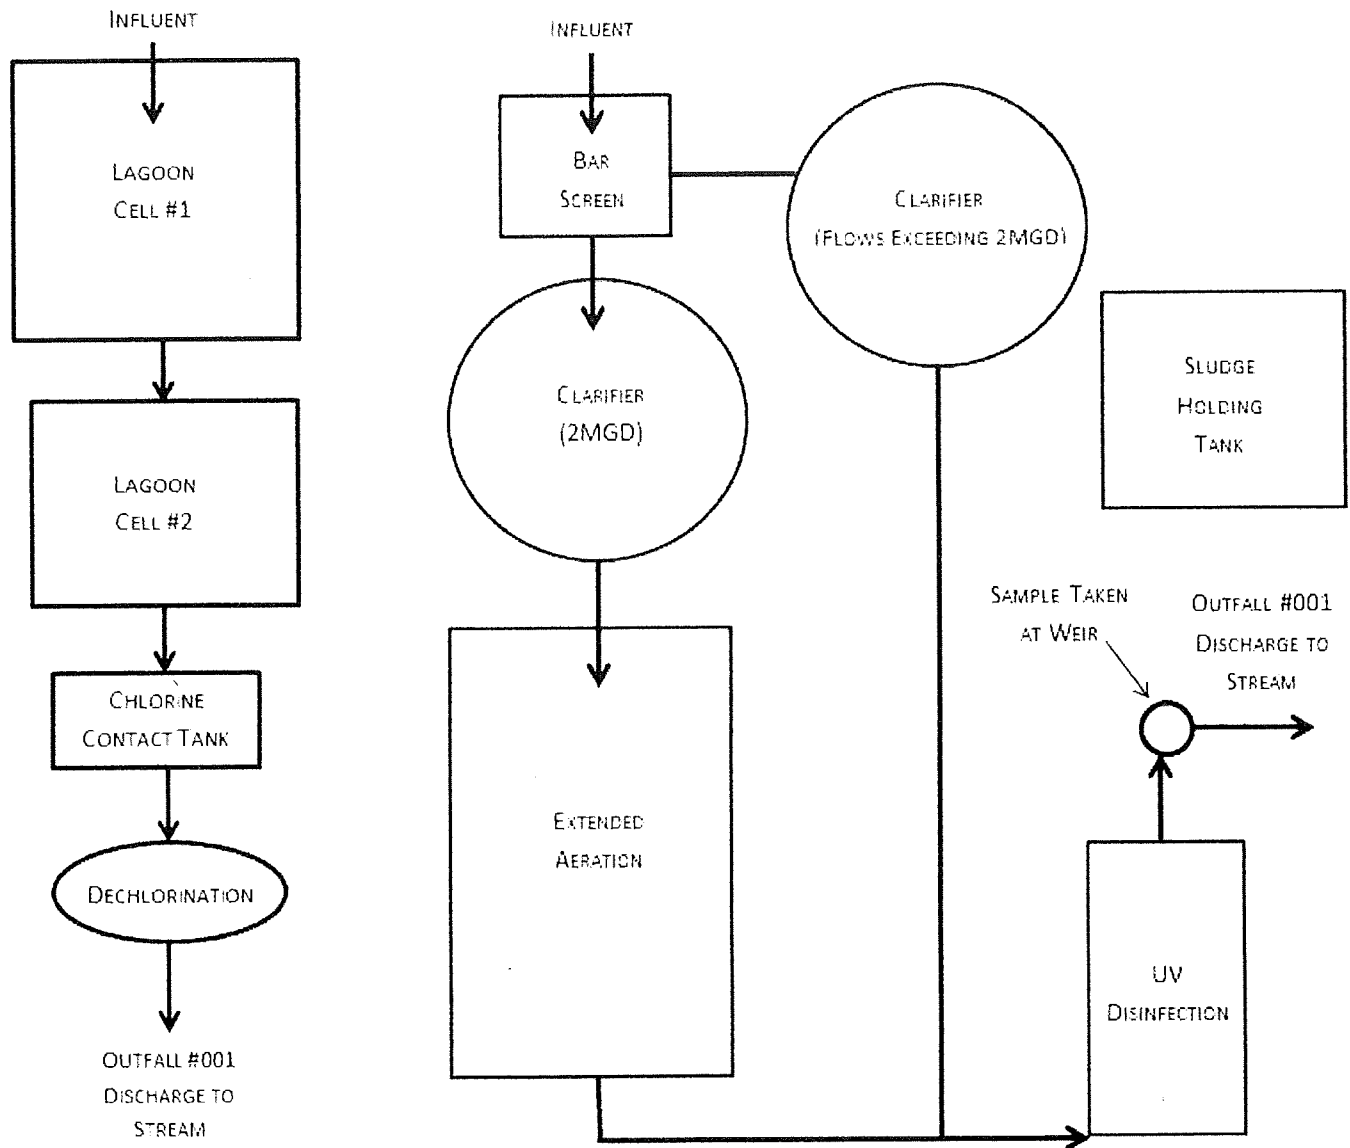 INFLUENT
LAGOON
CELL #1
LAGOON
CELL #2
CHLORINE
CONTACT TANK
DECHLORINATION
OUTFALL #001
DISCHARGE TO
STREAM
INFLUENT
BAR
SCREEN
CLARIFIER
(FLOWS EXCEEDING 2MGD)
CLARIFIER
(2MGD)
EXTENDED
AERATION
SLUDGE
HOLDING
TANK
SAMPLE TAKEN
AT WEIR
OUTFALL #001
DISCHARGE TO
STREAM
UV
DISINFECTION